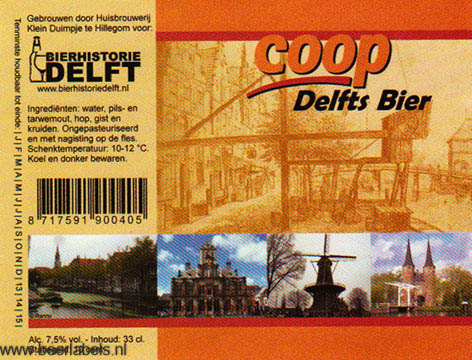 Gebrouwen door Huisbrouwerij
Klein Duimpje te Hillegom voor:
BIERHISTORIE
DELFT
www.bierhistoriedelft.nl
Ingrediënten: water, pils- en
tarwemout, hop, gist en
kruiden. Ongepasteuriseerd
en met nagisting op de fles.
Schenktemperatuur: 10-12 °C.
Koel en donker bewaren.
8 717591 900405
Alc. 7,5% vol. - Inhoud: 33 cl.
www.beerlabels.nl
Tenminste houdbaar tot einde: | J | F | M | A | M | J | J | A | S | O | N | D | 13 | 14 | 15 |
coop
Delfts Bier